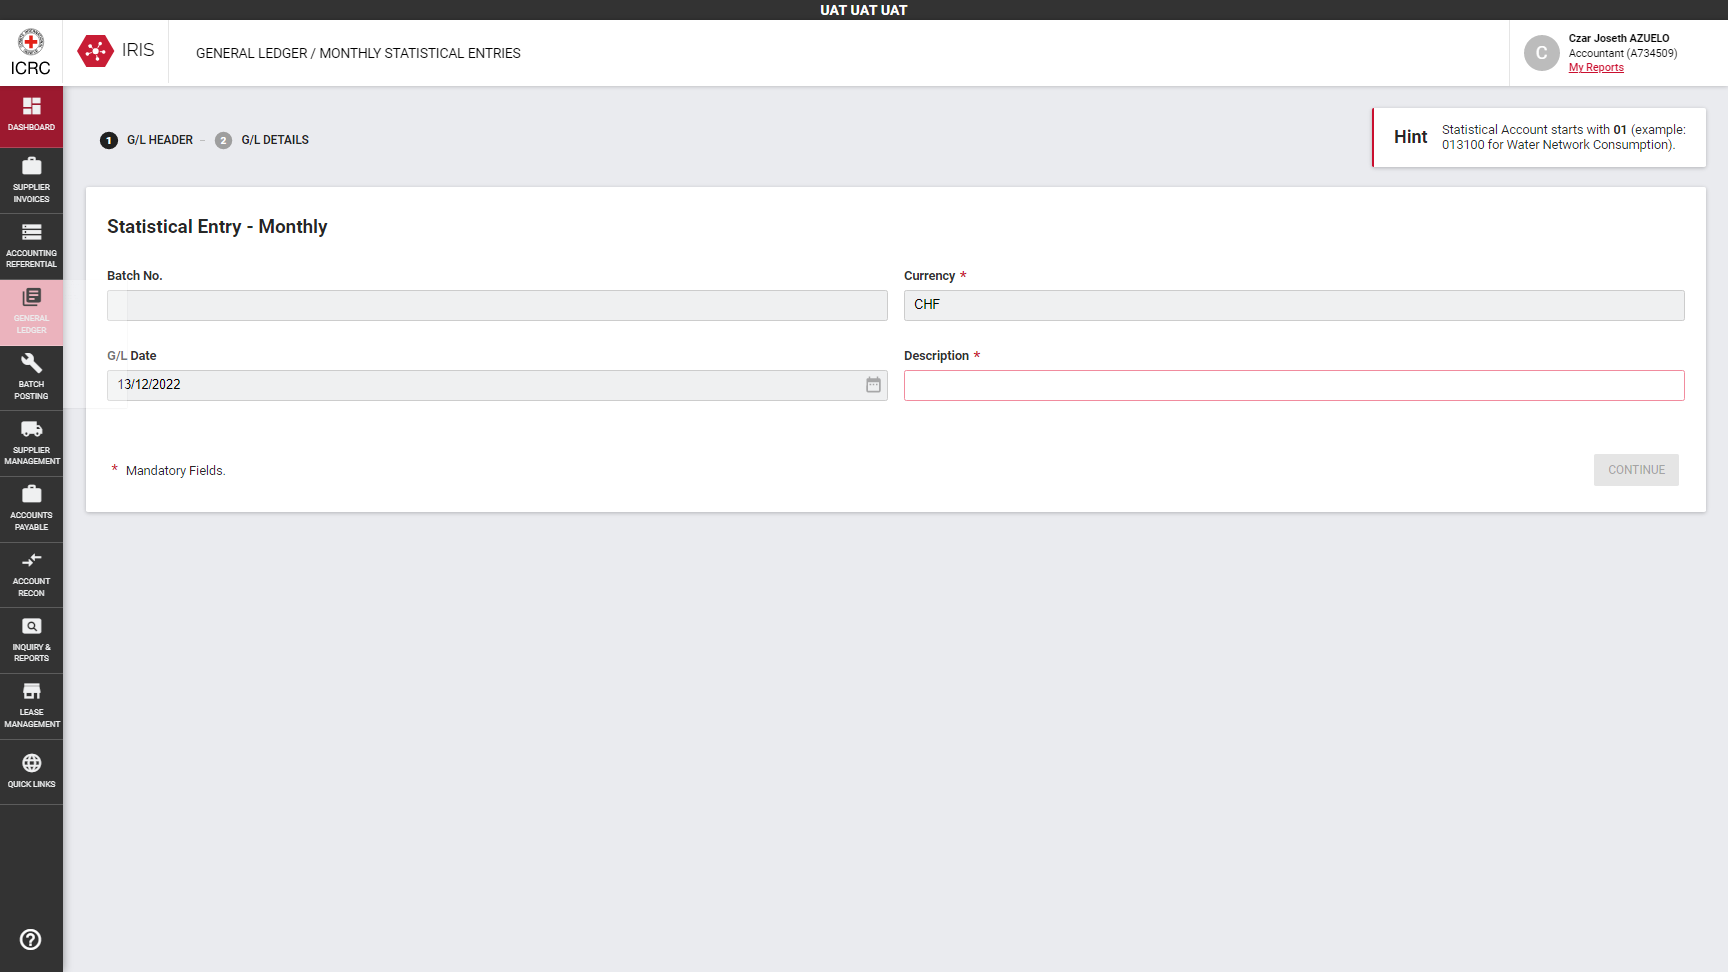 UAT UAT UAT
ICRC
IRIS
GENERAL LEDGER / MONTHLY STATISTICAL ENTRIES
C
Czar Joseth AZUELO
Accountant (A734509)
My Reports
DASHBOARD
SUPPLIER
INVOICES
ACCOUNTING
REFERENTIAL
GENERAL
LEDGER
BATCH
POSTING
SUPPLIER
MANAGEMENT
ACCOUNTS
PAYABLE
ACCOUNT
RECON
INQUIRY &
REPORTS
LEASE
MANAGEMENT
QUICK LINKS
1 G/L HEADER – 2 G/L DETAILS
Hint
Statistical Account starts with 01 (example:
013100 for Water Network Consumption).
Statistical Entry - Monthly
Batch No.
Currency *
CHF
G/L Date
13/12/2022
Description *
* Mandatory Fields.
CONTINUE